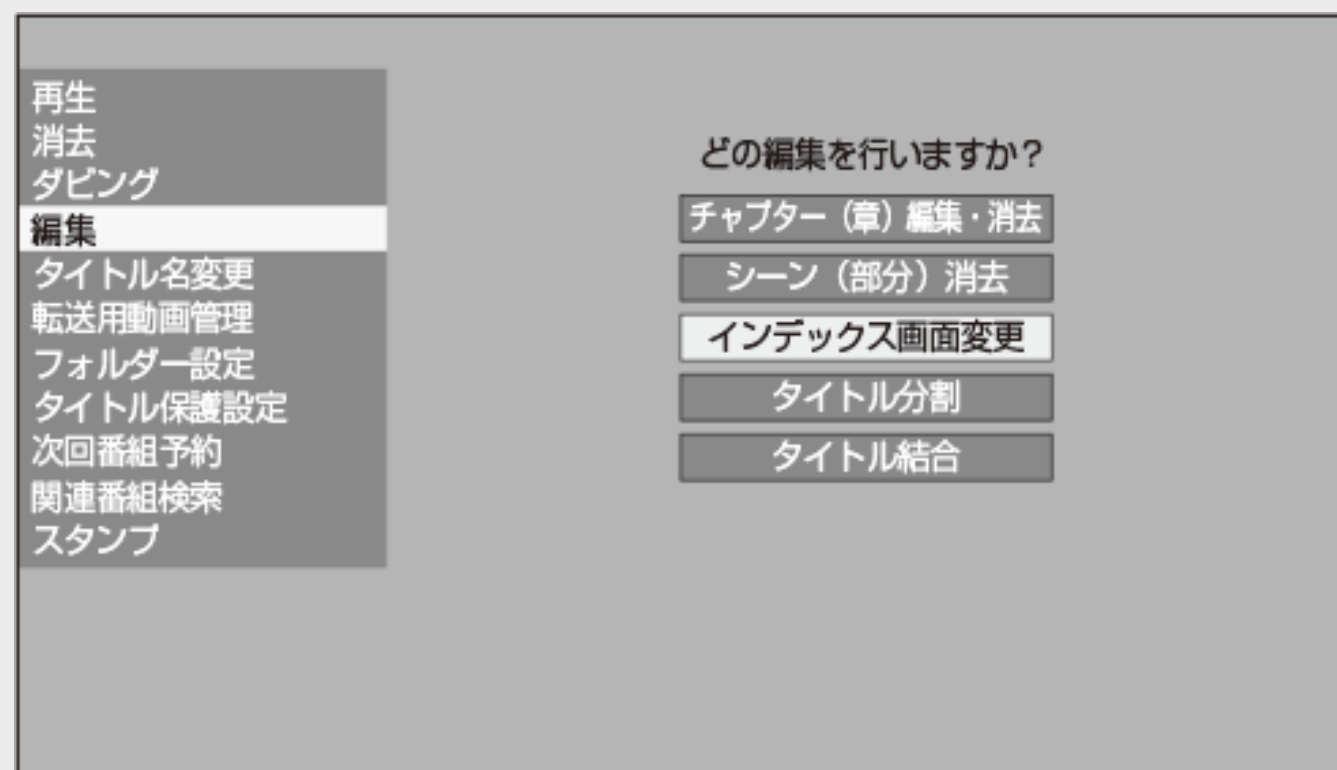 再生
消去
ダビング
編集
タイトル名変更
転送用動画管理
フォルダー設定
タイトル保護設定
次回番組予約
関連番組検索
スタンプ
どの編集を行いますか？
チャプター（章）編集・消去
シーン（部分）消去
インデックス画面変更
タイトル分割
タイトル結合